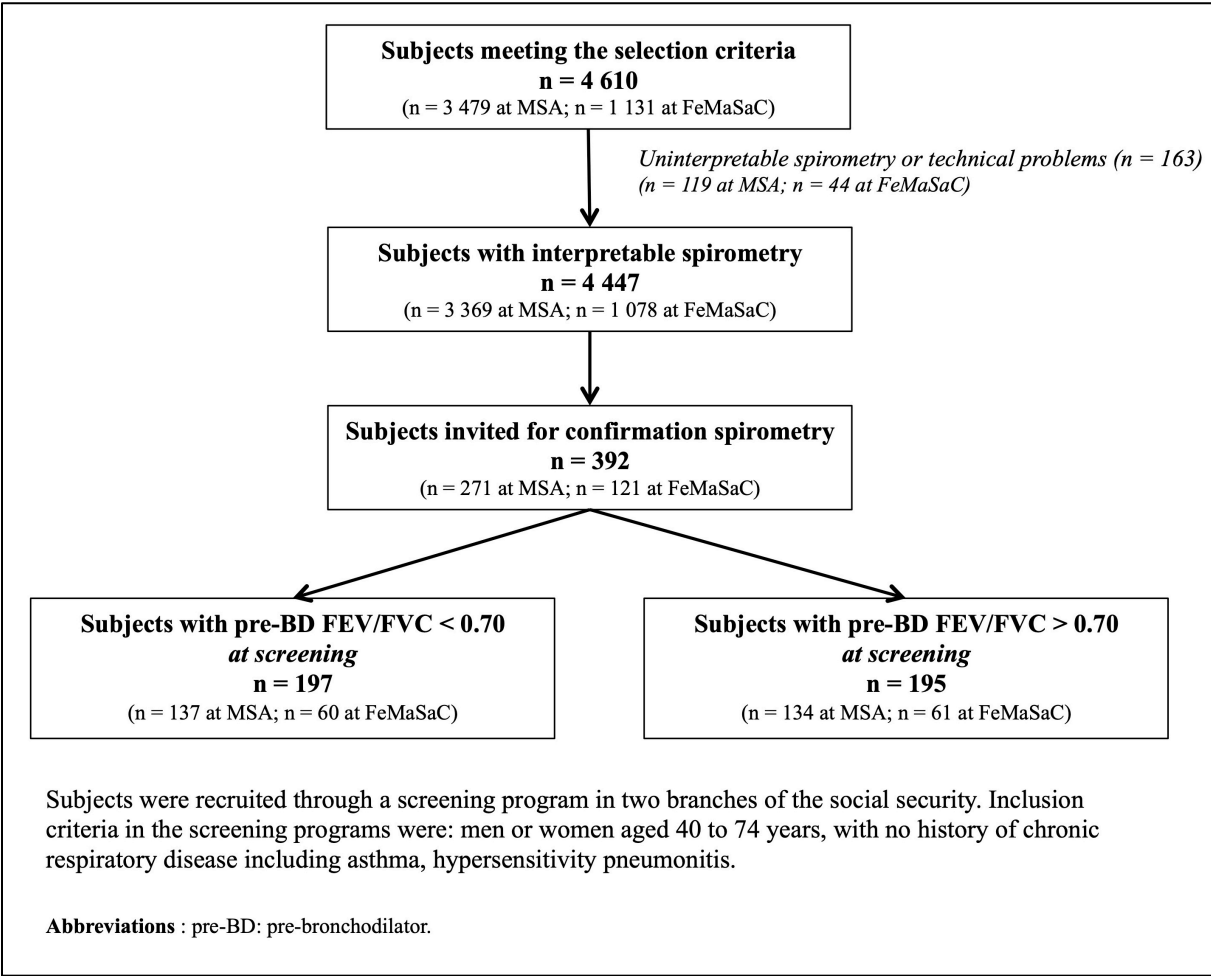 Subjects meeting the selection criteria
n = 4 610
(n = 3 479 at MSA; n = 1 131 at FeMaSaC)
Uninterpretable spirometry or technical problems (n = 163)
(n = 119 at MSA; n = 44 at FeMaSaC)
Subjects with interpretable spirometry
n = 4 447
(n = 3 369 at MSA; n = 1 078 at FeMaSaC)
Subjects invited for confirmation spirometry
n = 392
(n = 271 at MSA; n = 121 at FeMaSaC)
Subjects with pre-BD FEV/FVC < 0.70
at screening
n = 197
(n = 137 at MSA; n = 60 at FeMaSaC)
Subjects with pre-BD FEV/FVC > 0.70
at screening
n = 195
(n = 134 at MSA; n = 61 at FeMaSaC)
Subjects were recruited through a screening program in two branches of the social security. Inclusion
criteria in the screening programs were: men or women aged 40 to 74 years, with no history of chronic
respiratory disease including asthma, hypersensitivity pneumonitis.
Abbreviations : pre-BD: pre-bronchodilator.